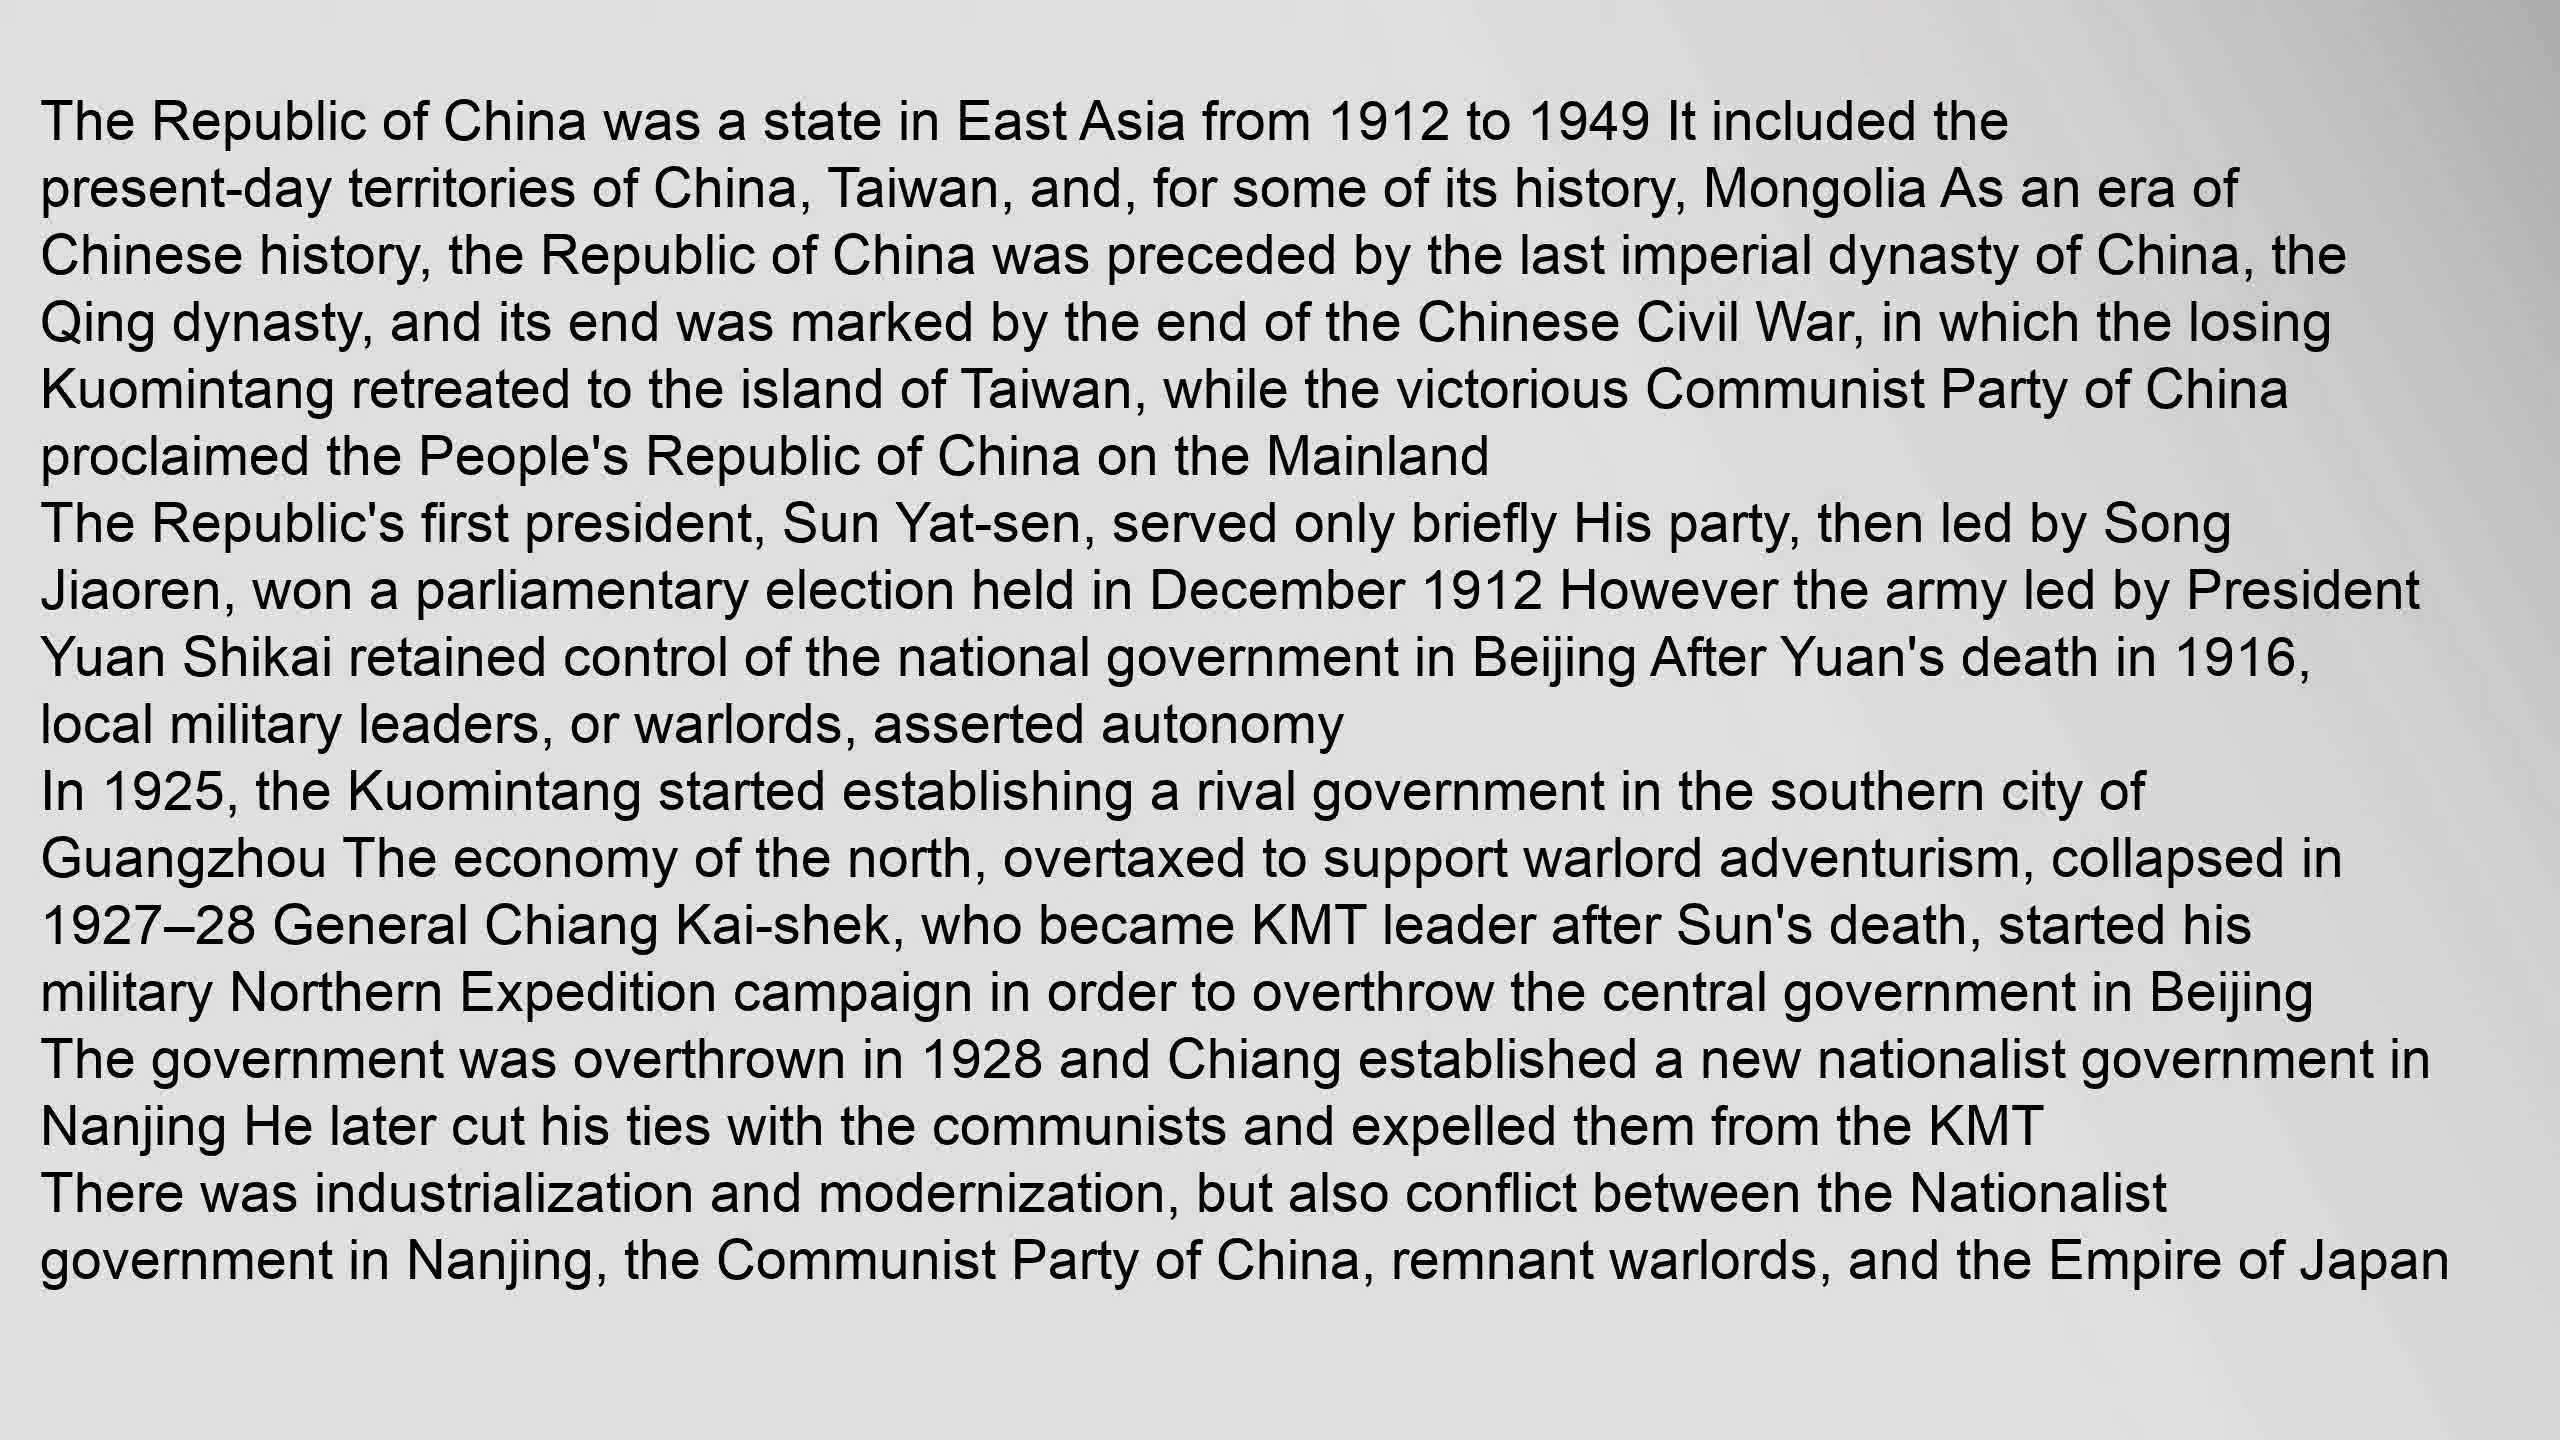 The Republic of China was a state in East Asia from 1912 to 1949 It included the
present-day territories of China, Taiwan, and, for some of its history, Mongolia As an era of
Chinese history, the Republic of China was preceded by the last imperial dynasty of China, the
Qing dynasty, and its end was marked by the end of the Chinese Civil War, in which the losing
Kuomintang retreated to the island of Taiwan, while the victorious Communist Party of China
proclaimed the People's Republic of China on the Mainland
The Republic's first president, Sun Yat-sen, served only briefly His party, then led by Song
Jiaoren, won a parliamentary election held in December 1912 However the army led by President
Yuan Shikai retained control of the national government in Beijing After Yuan's death in 1916,
local military leaders, or warlords, asserted autonomy
In 1925, the Kuomintang started establishing a rival government in the southern city of
Guangzhou The economy of the north, overtaxed to support warlord adventurism, collapsed in
1927–28 General Chiang Kai-shek, who became KMT leader after Sun's death, started his
military Northern Expedition campaign in order to overthrow the central government in Beijing
The government was overthrown in 1928 and Chiang established a new nationalist government in
Nanjing He later cut his ties with the communists and expelled them from the KMT
There was industrialization and modernization, but also conflict between the Nationalist
government in Nanjing, the Communist Party of China, remnant warlords, and the Empire of Japan